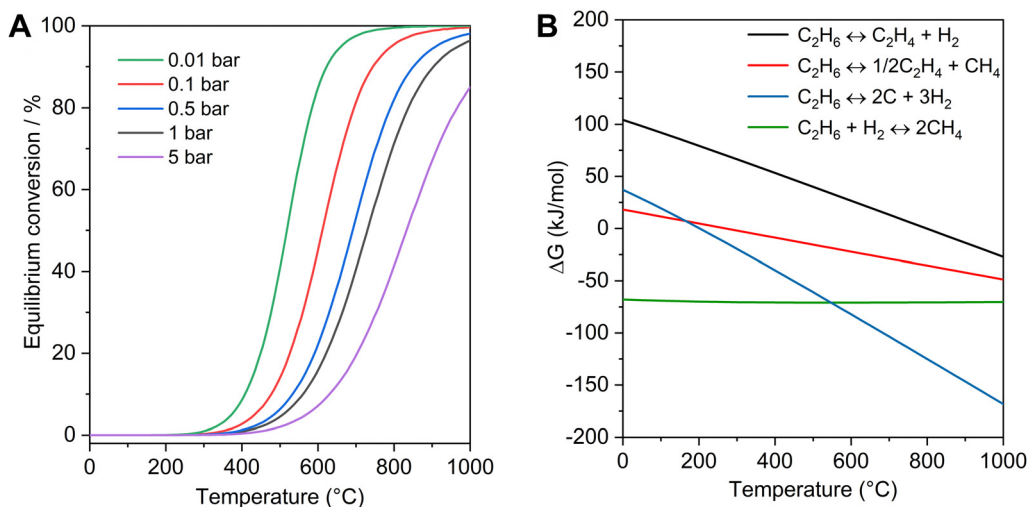 A
100
80
60
40
20
0
Equilibrium conversion / %
0.01 bar
0.1 bar
0.5 bar
1 bar
5 bar
0 200 400 600 800 1000
Temperature (°C)
B
200
150
100
50
0
-50
-100
-150
-200
ΔG (kJ/mol)
C₂H₆ ↔ C₂H₄ + H₂
C₂H₆ ↔ 1/2C₂H₄ + CH₄
C₂H₆ ↔ 2C + 3H₂
C₂H₆ + H₂ ↔ 2CH₄
0 200 400 600 800 1000
Temperature (°C)